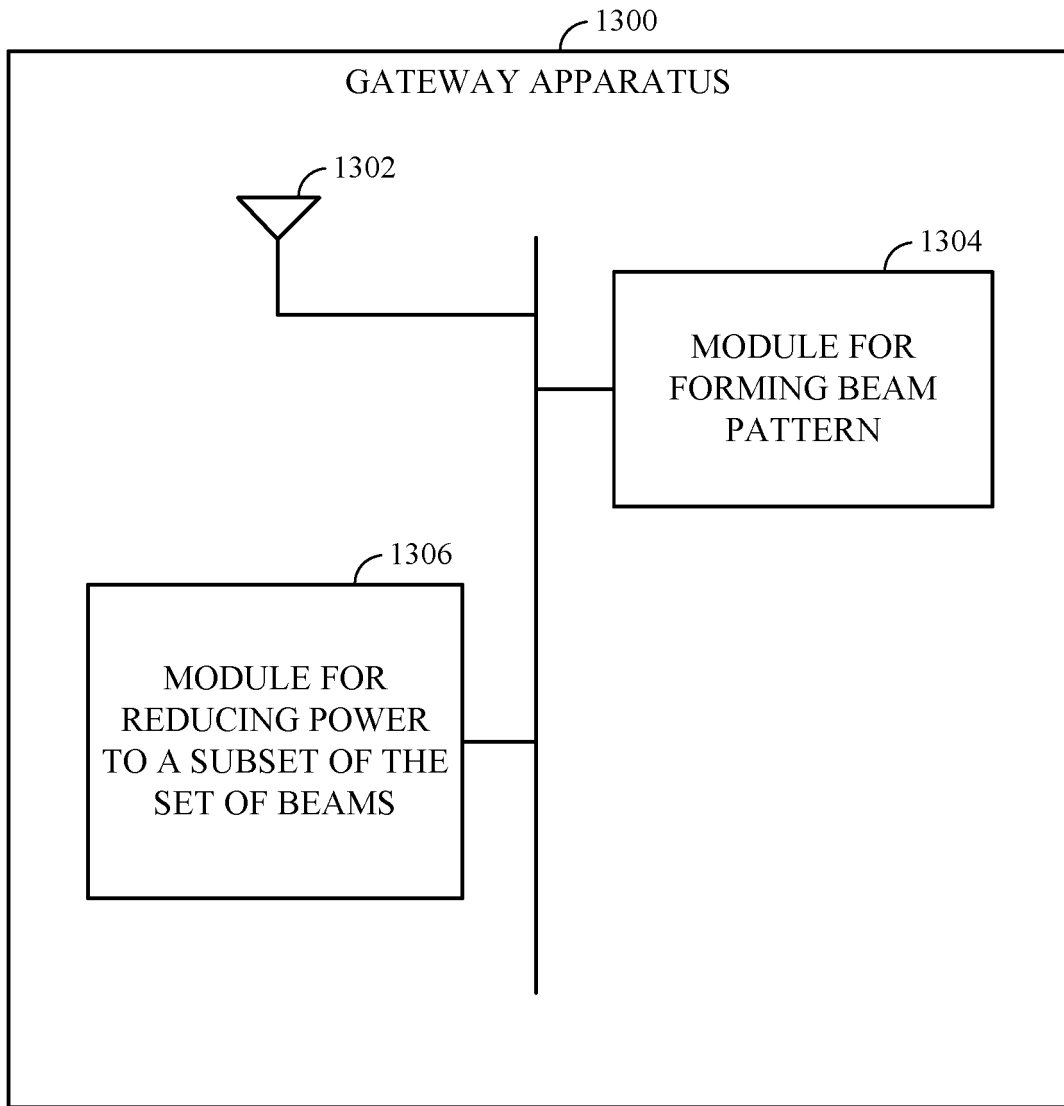 1300
GATEWAY APPARATUS
1302
1304
MODULE FOR
FORMING BEAM
PATTERN
1306
MODULE FOR
REDUCING POWER
TO A SUBSET OF THE
SET OF BEAMS